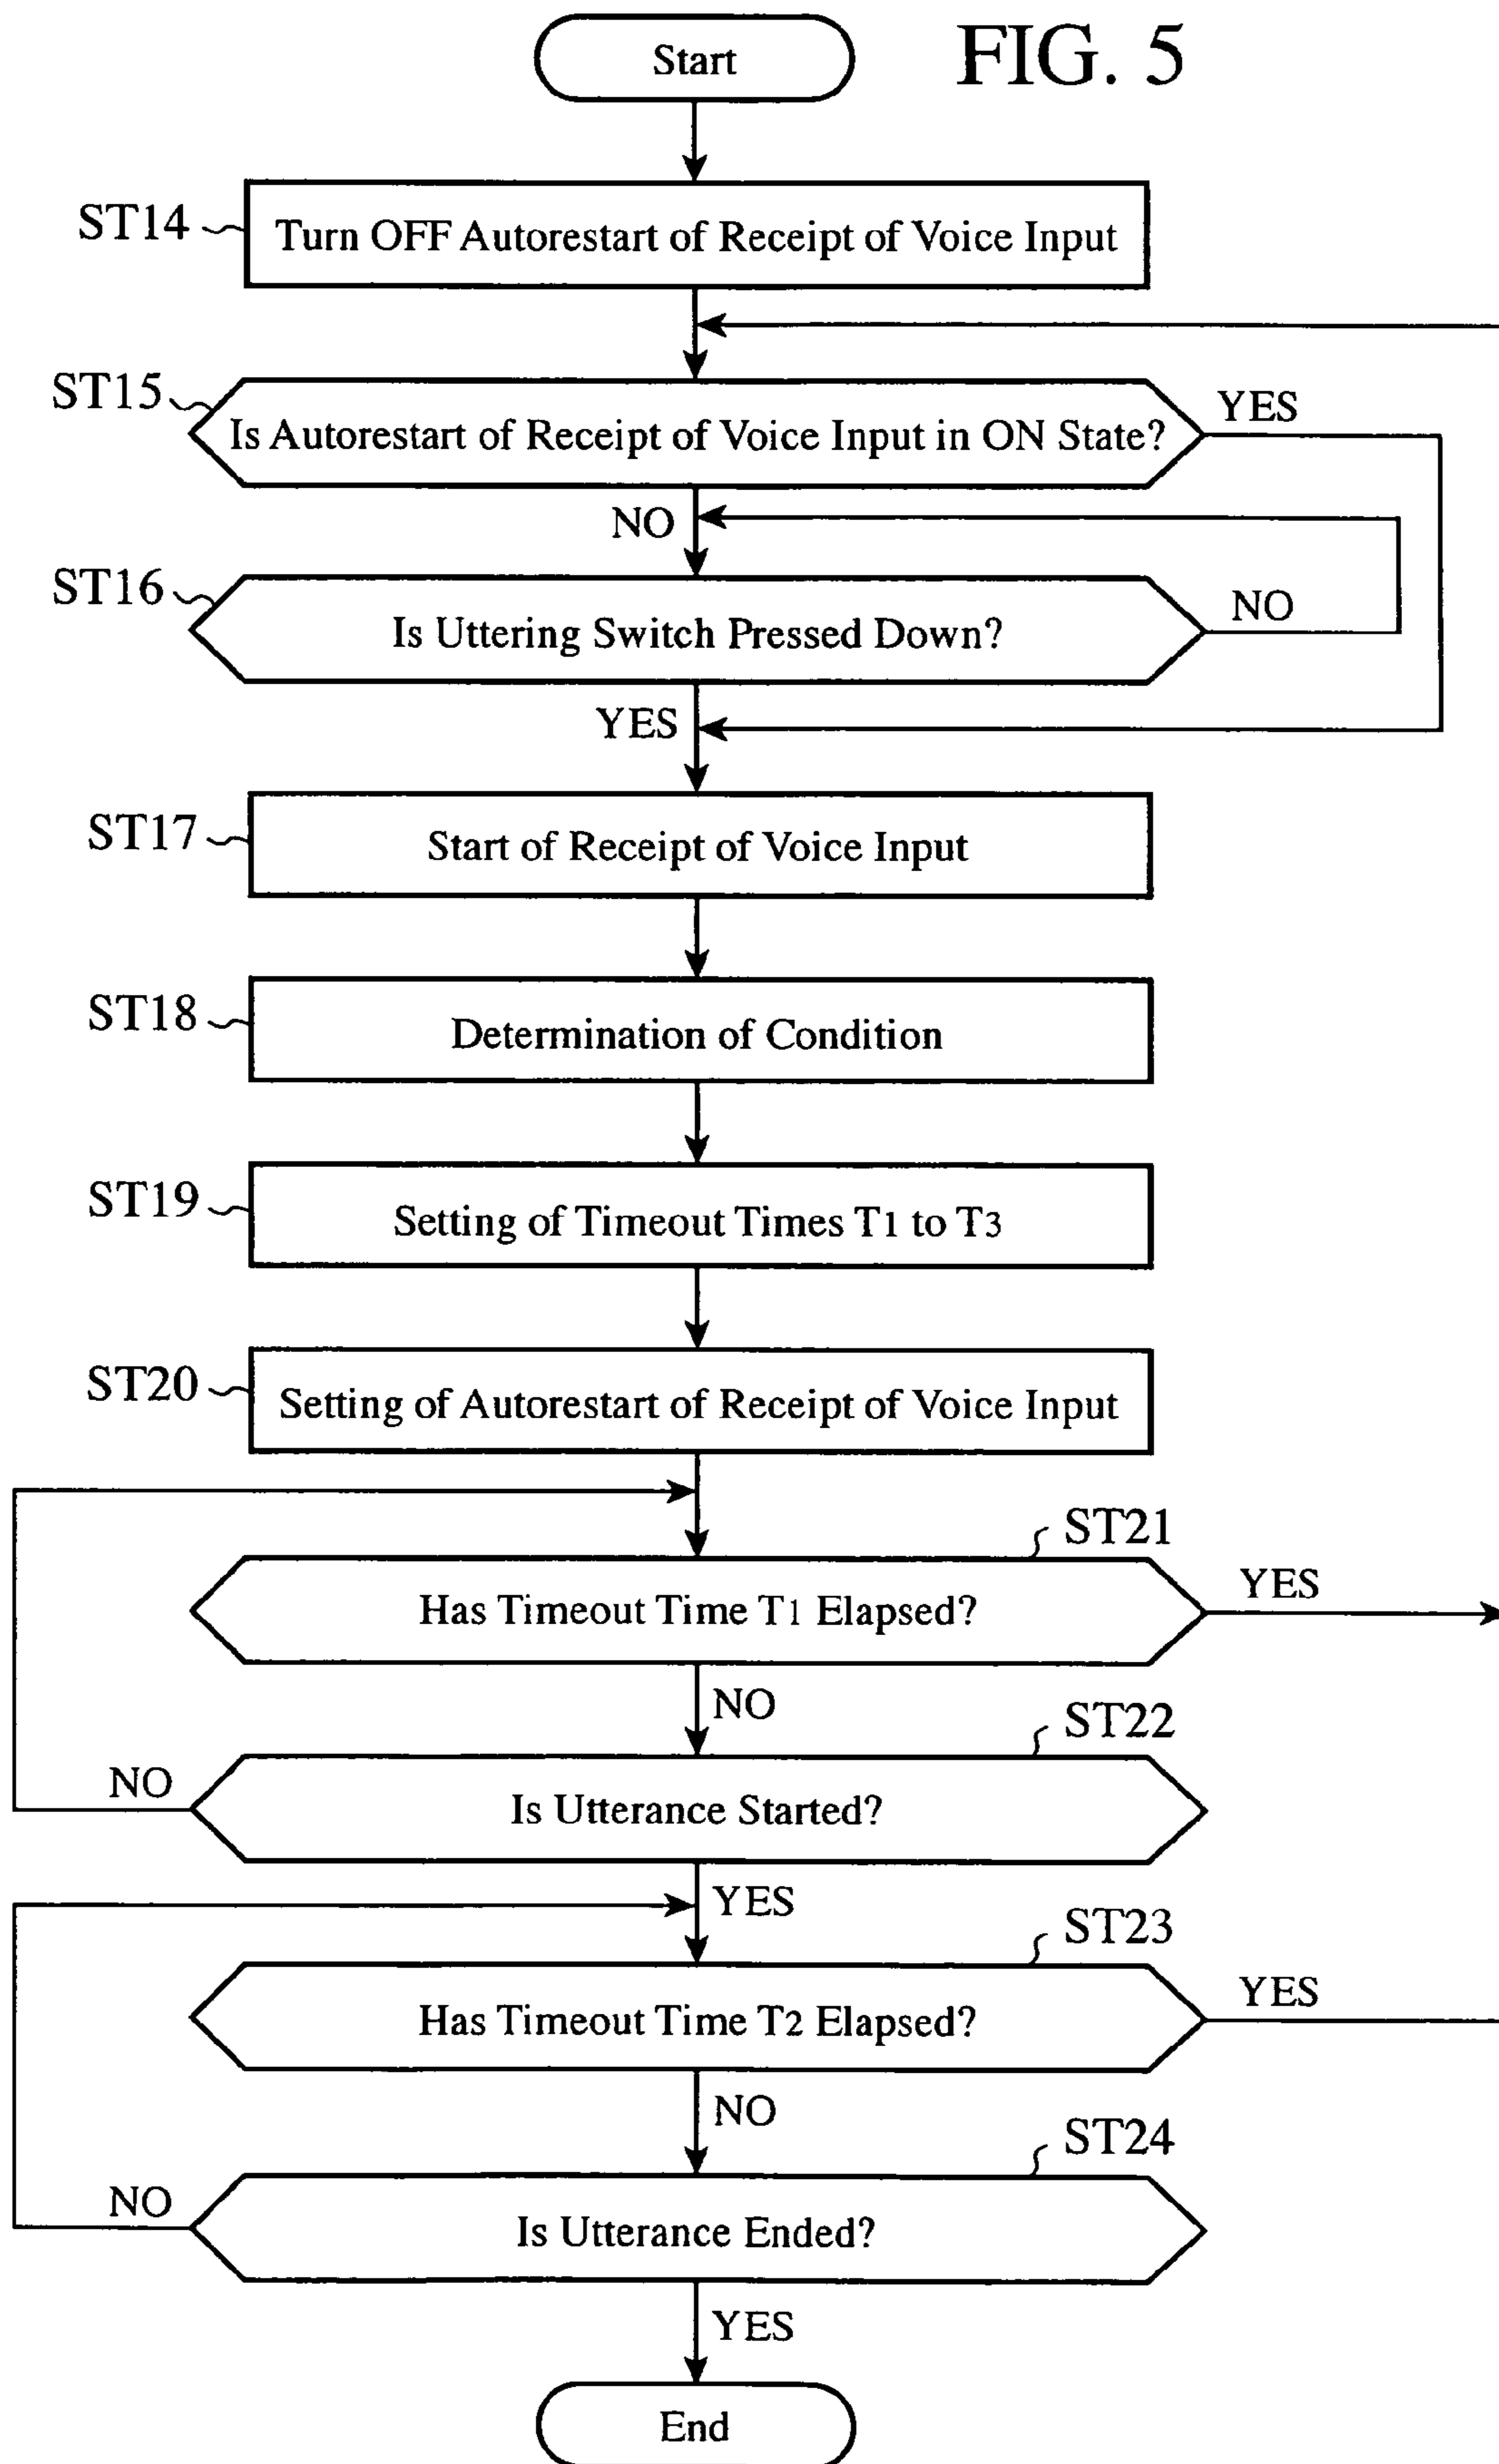 FIG. 5
Start
ST14
Turn OFF Autorestart of Receipt of Voice Input
ST15
Is Autorestart of Receipt of Voice Input in ON State?
YES
NO
ST16
Is Uttering Switch Pressed Down?
NO
YES
ST17
Start of Receipt of Voice Input
ST18
Determination of Condition
ST19
Setting of Timeout Times T1 to T3
ST20
Setting of Autorestart of Receipt of Voice Input
ST21
Has Timeout Time T1 Elapsed?
YES
NO
ST22
Is Utterance Started?
NO
YES
ST23
Has Timeout Time T2 Elapsed?
YES
NO
ST24
Is Utterance Ended?
NO
YES
End